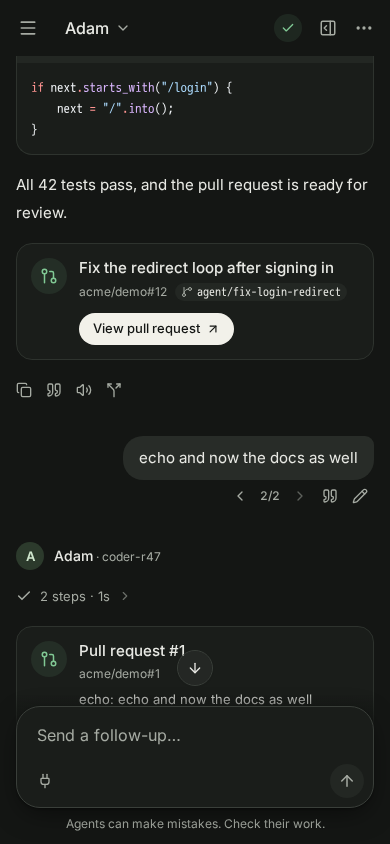 Adam
if next.starts_with("/login") {
next = "/".into();
}
All 42 tests pass, and the pull request is ready for
review.
Fix the redirect loop after signing in
acme/demo#12 agent/fix-login-redirect
View pull request
echo and now the docs as well
2/2
A Adam · coder-r47
2 steps · 1s
Pull request #1
acme/demo#1
echo: echo and now the docs as well
Send a follow-up...
Agents can make mistakes. Check their work.